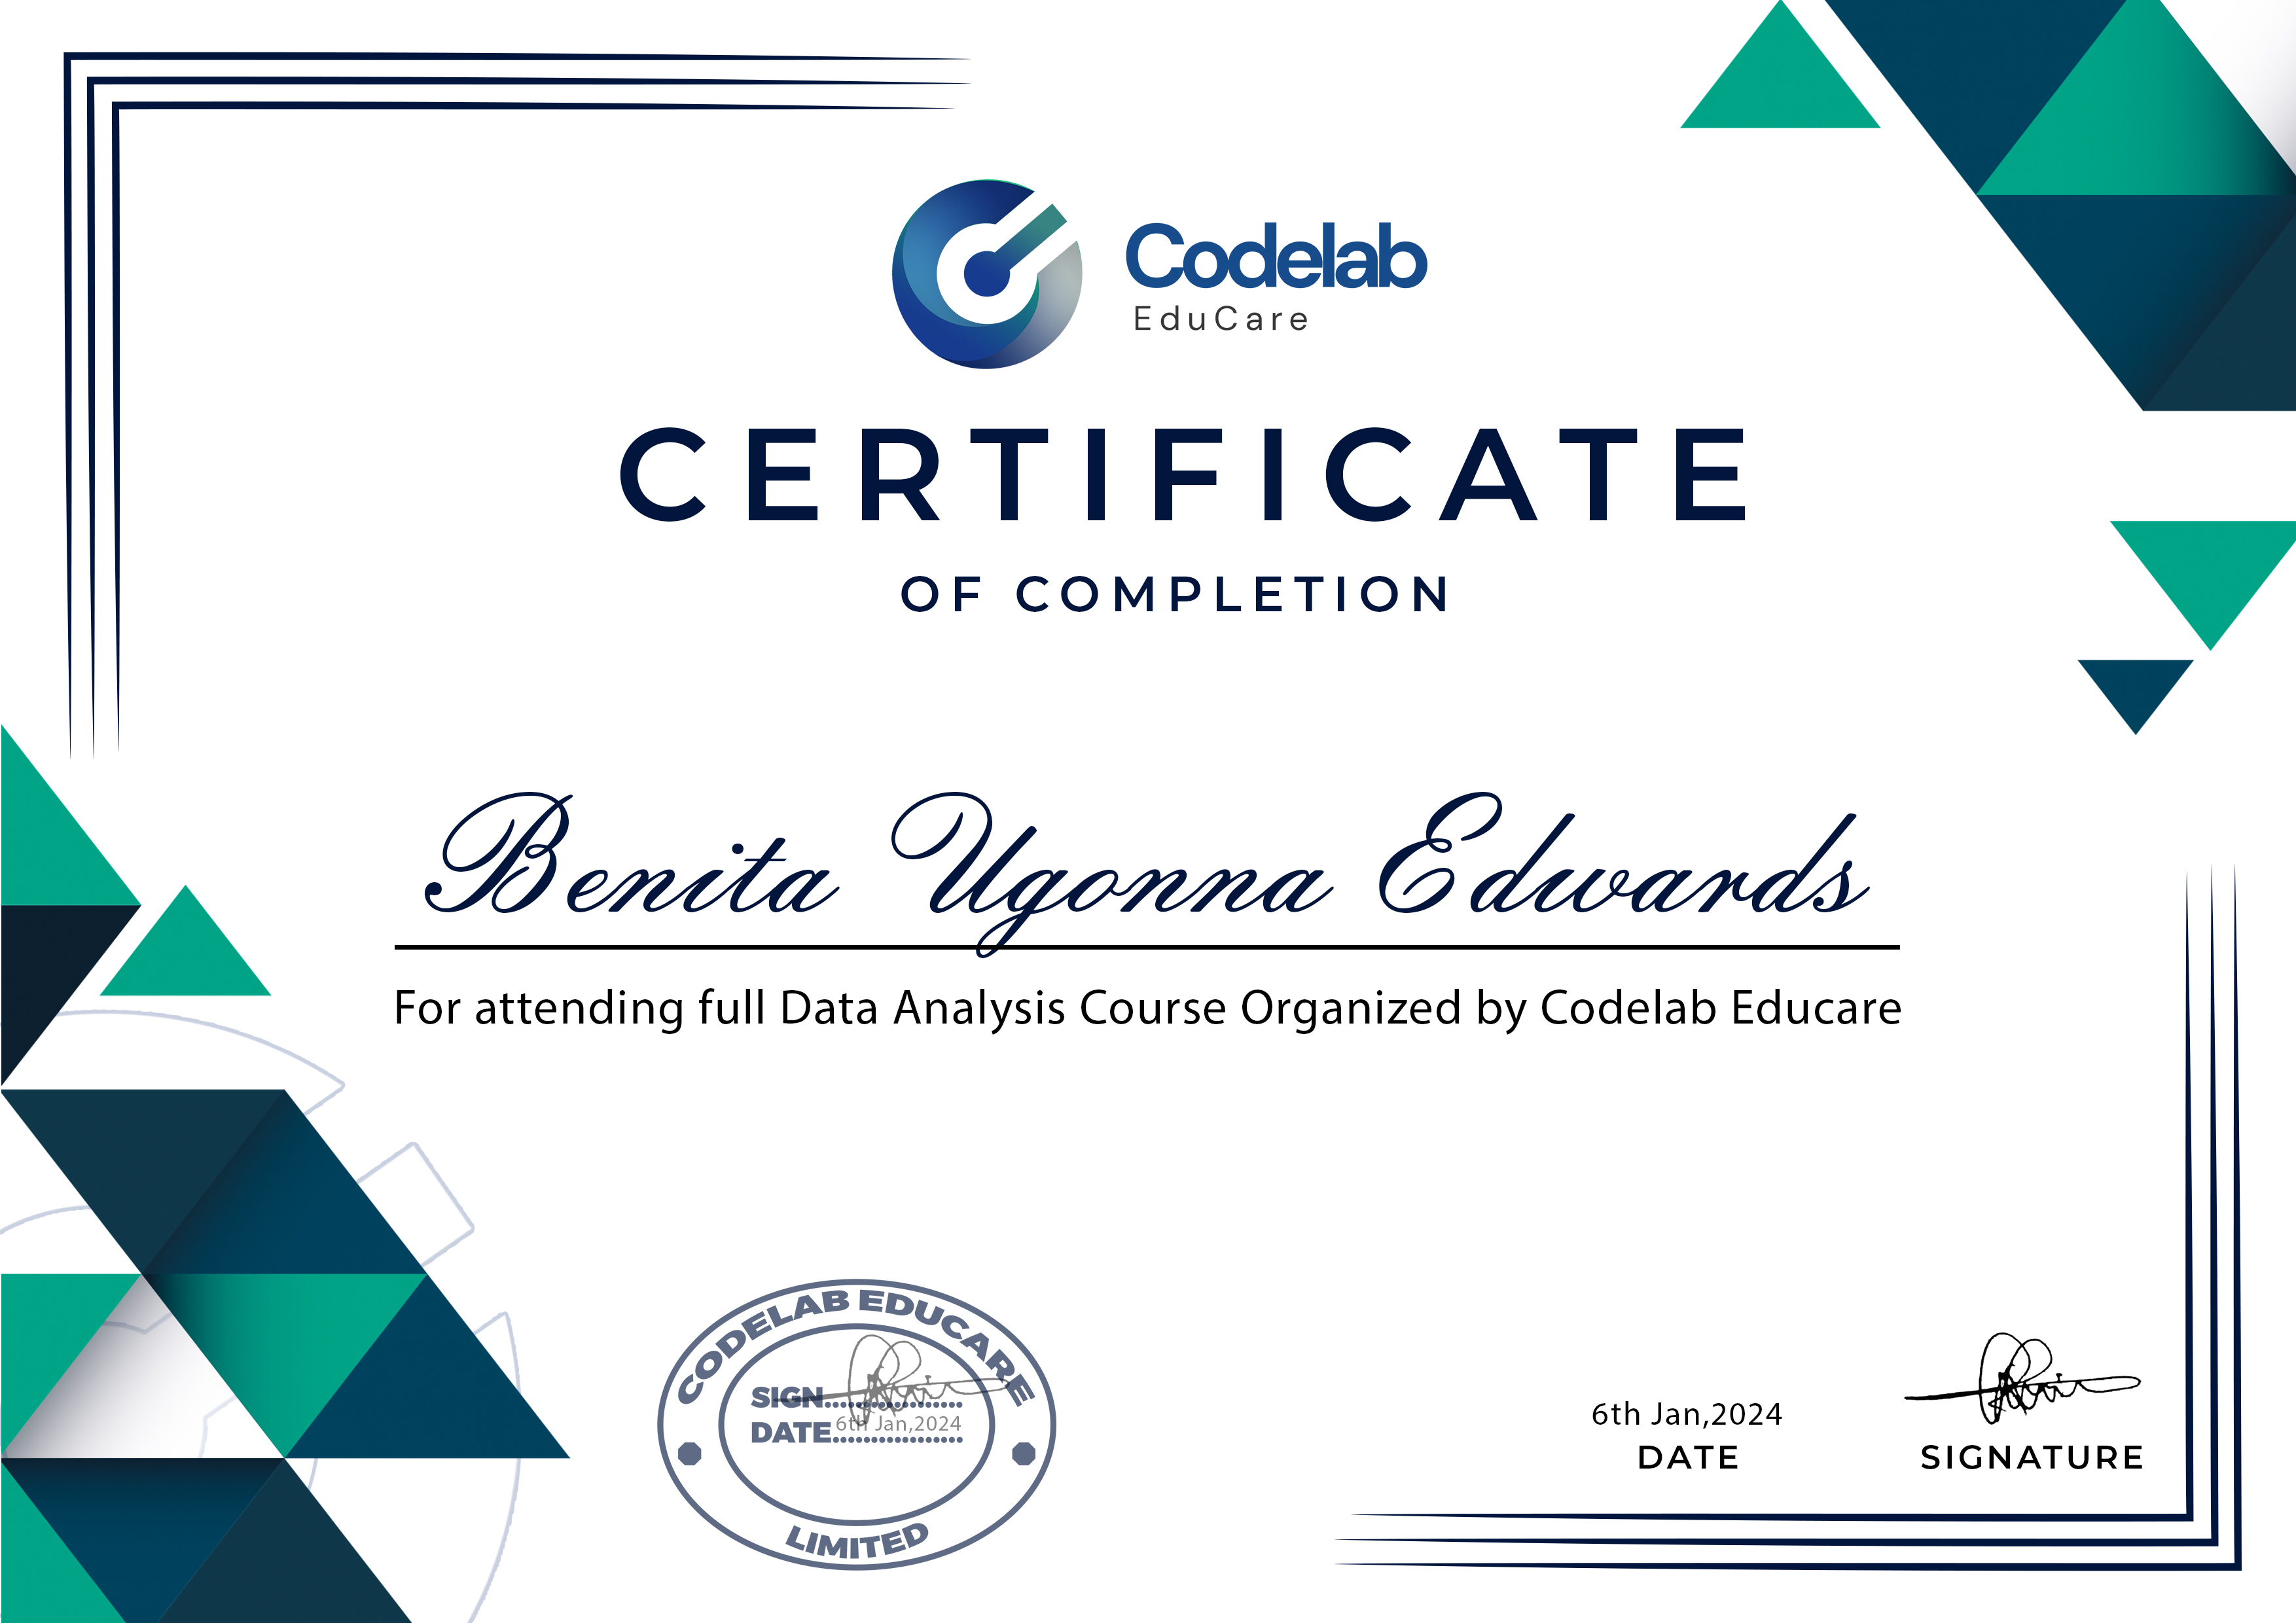 Codelab
EduCare
CERTIFICATE
OF COMPLETION
Benita Ugonna Edwards
For attending full Data Analysis Course Organized by Codelab Educare
CODELAB EDUCARE
SIGN
DATE 6th Jan,2024
LIMITED
6th Jan,2024
DATE
SIGNATURE